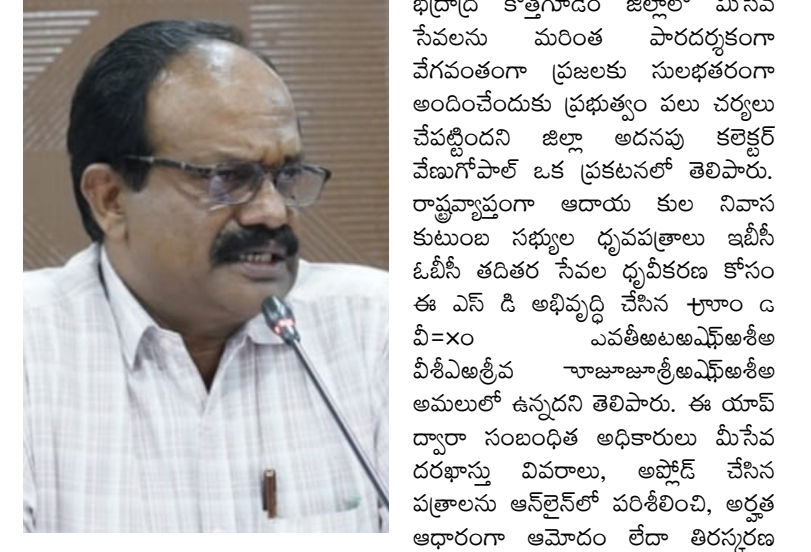 భద్రాద్రి కొత్తగూడెం జిల్లాలో మీసేవ
సేవలను మరింత పారదర్శకంగా
వేగవంతంగా ప్రజలకు సులభతరంగా
అందించేందుకు ప్రభుత్వం పలు చర్యలు
చేపట్టిందని జిల్లా అదనపు కలెక్టర్
వేణుగోపాల్ ఒక ప్రకటనలో తెలిపారు.
రాష్ట్రవ్యాప్తంగా ఆదాయ కుల నివాస
కుటుంబ సభ్యుల ధృవపత్రాలు ఇబీసీ
ఓబీసీ తదితర సేవల ధృవీకరణ కోసం
ఈ ఎస్ డి అభివృద్ధి చేసిన
వీ=×ం
అమలులో ఉన్నదని తెలిపారు. ఈ యాప్
ద్వారా సంబంధిత అధికారులు మీసేవ
దరఖాస్తు వివరాలు, అప్లోడ్ చేసిన
పత్రాలను ఆన్‌లైన్‌లో పరిశీలించి, అర్హత
ఆధారంగా ఆమోదం లేదా తిరస్కరణ